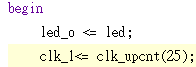 begin
led_o <= led;
clk_1<= clk_upcnt(25);